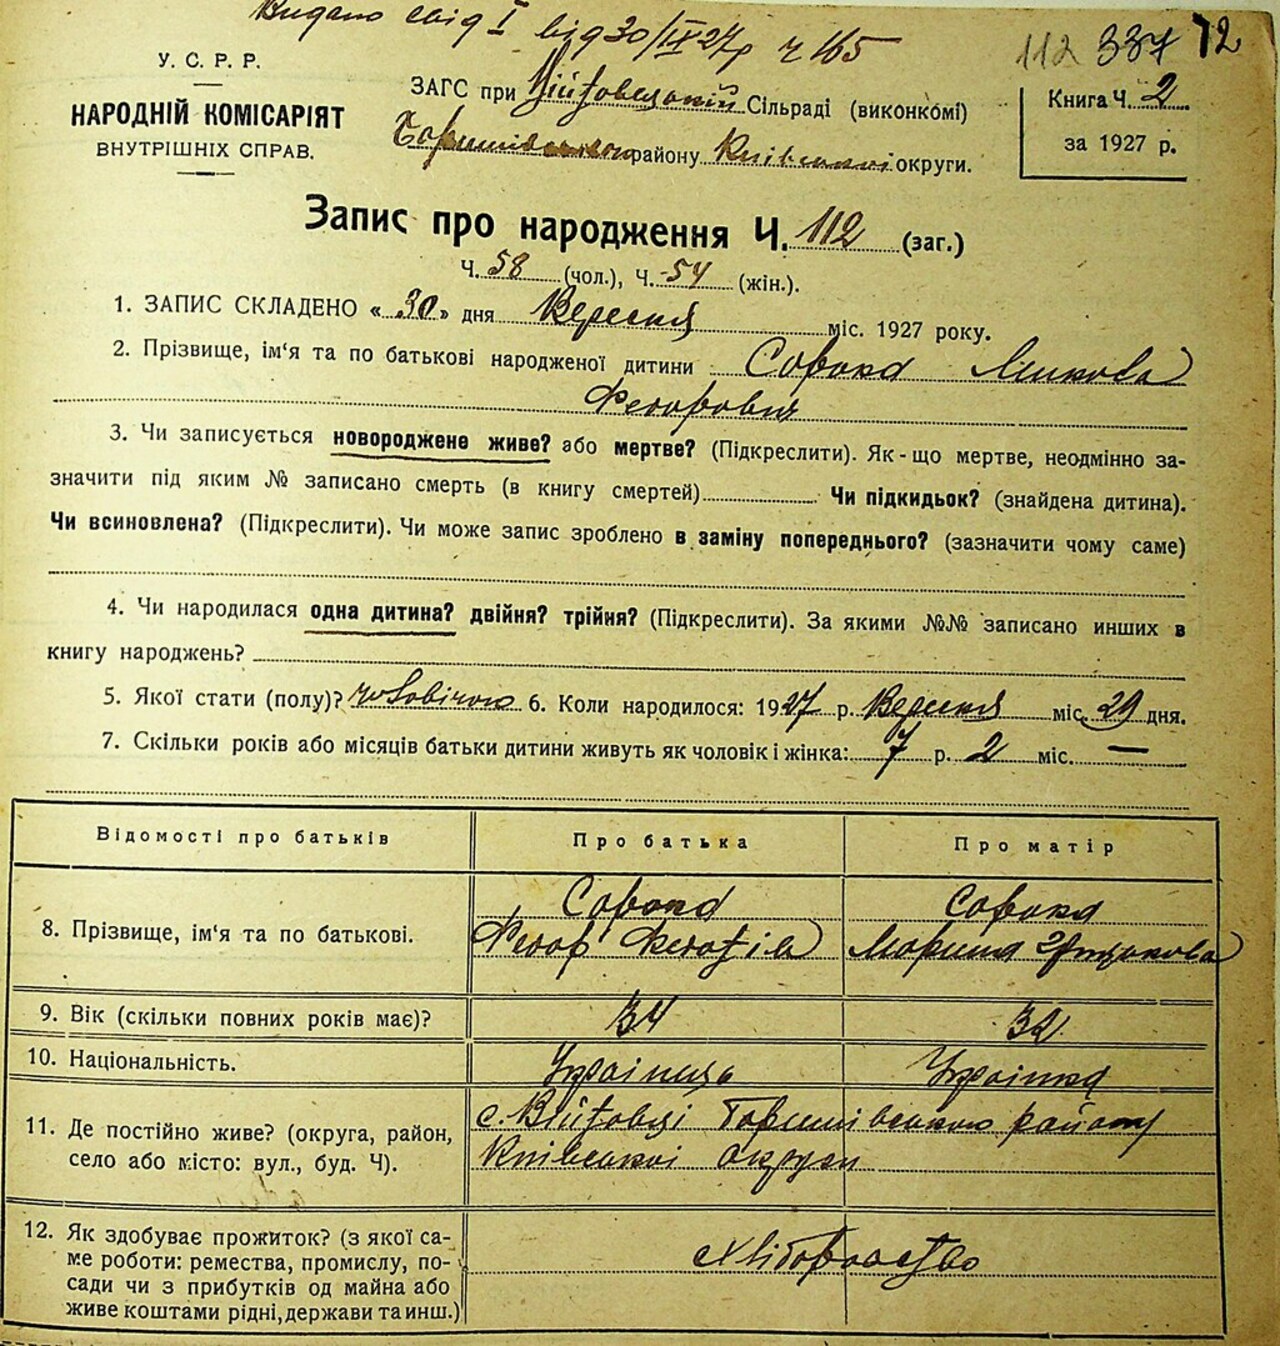 Видано свід I від 30/IX 27р ч 165
112 337 72
У. С. Р. Р.
НАРОДНІЙ КОМІСАРІЯТ
ВНУТРІШНІХ СПРАВ.
ЗАГС при Війтовецькій Сільраді (виконкомі)
району Київської округи.
Книга Ч. 2
за 1927 р.
Запис про народження Ч. 112 (заг.)
Ч. 58 (чол.), Ч. 54 (жін.).
1. ЗАПИС СКЛАДЕНО « 30 » дня Вересня міс. 1927 року.
2. Прізвище, ім'я та по батькові народженої дитини Сорока Микола
Федорович
3. Чи записується новороджене живе? або мертве? (Підкреслити). Як-що мертве, неодмінно за-
значити під яким № записано смерть (в книгу смертей) Чи підкидьок? (знайдена дитина).
Чи всиновлена? (Підкреслити). Чи може запис зроблено в заміну попереднього? (зазначити чому саме)
4. Чи народилася одна дитина? двійня? трійня? (Підкреслити). За якими №№ записано инших в
книгу народжень?
5. Якої стати (полу)? чоловічою 6. Коли народилося: 1927 р. Вересня міс. 29 дня.
7. Скільки років або місяців батьки дитини живуть як чоловік і жінка: 7 р. 2 міс. —
Відомості про батьків Про батька Про матір
8. Прізвище, ім'я та по батькові.
Сорока Сорока
Федор
9. Вік (скільки повних років має)? 34 32
10. Національність. Українець Українка
11. Де постійно живе? (округа, район,
село або місто: вул., буд. Ч).
с. Війтовці району
Київської округи
12. Як здобуває прожиток? (з якої са-
ме роботи: ремества, промислу, по-
сади чи з прибутків од майна або
живе коштами рідні, держави та инш.)
хліборобство